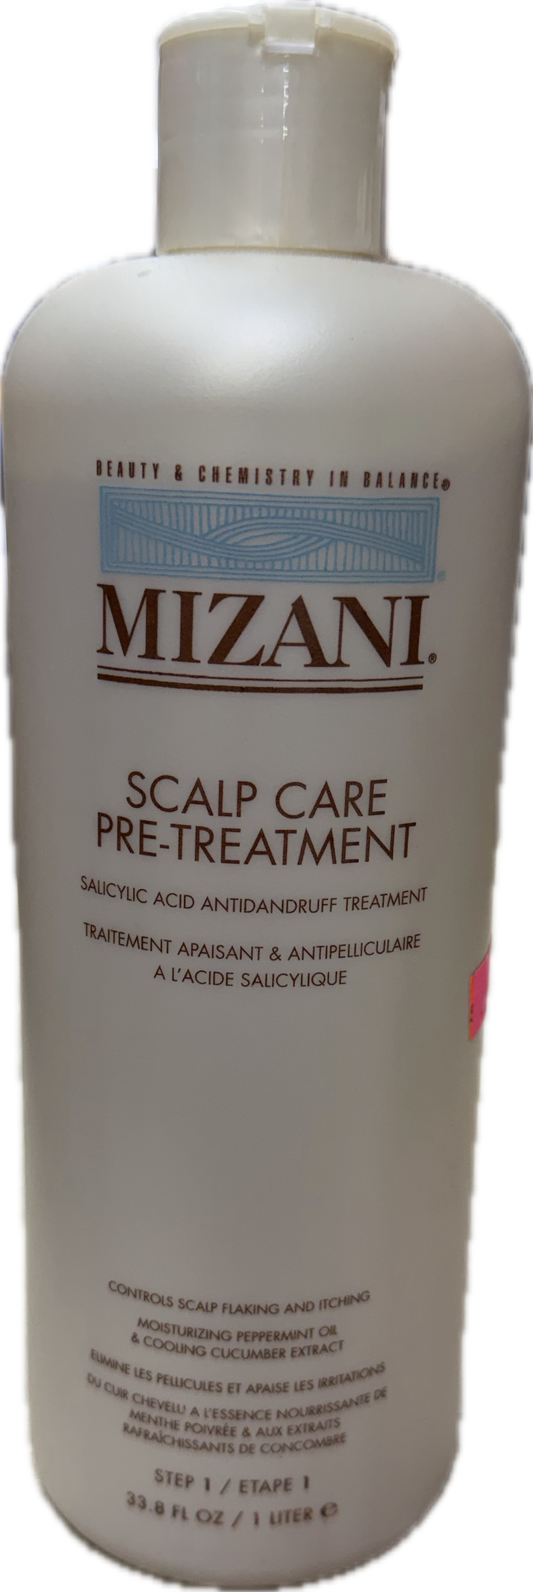 BEAUTY & CHEMISTRY IN BALANCE®
MIZANI®
SCALP CARE
PRE-TREATMENT
SALICYLIC ACID ANTIDANDRUFF TREATMENT
TRAITEMENT APAISANT & ANTIPELLICULAIRE
A L'ACIDE SALICYLIQUE
CONTROLS SCALP FLAKING AND ITCHING
MOISTURIZING PEPPERMINT OIL
& COOLING CUCUMBER EXTRACT
ELIMINE LES PELLICULES ET APAISE LES IRRITATIONS
DU CUIR CHEVELU A L'ESSENCE NOURRISSANTE DE
MENTHE POIVRÉE & AUX EXTRAITS
RAFRAÎCHISSANTS DE CONCOMBRE
STEP 1 / ETAPE 1
33.8 FL OZ / 1 LITER ℮